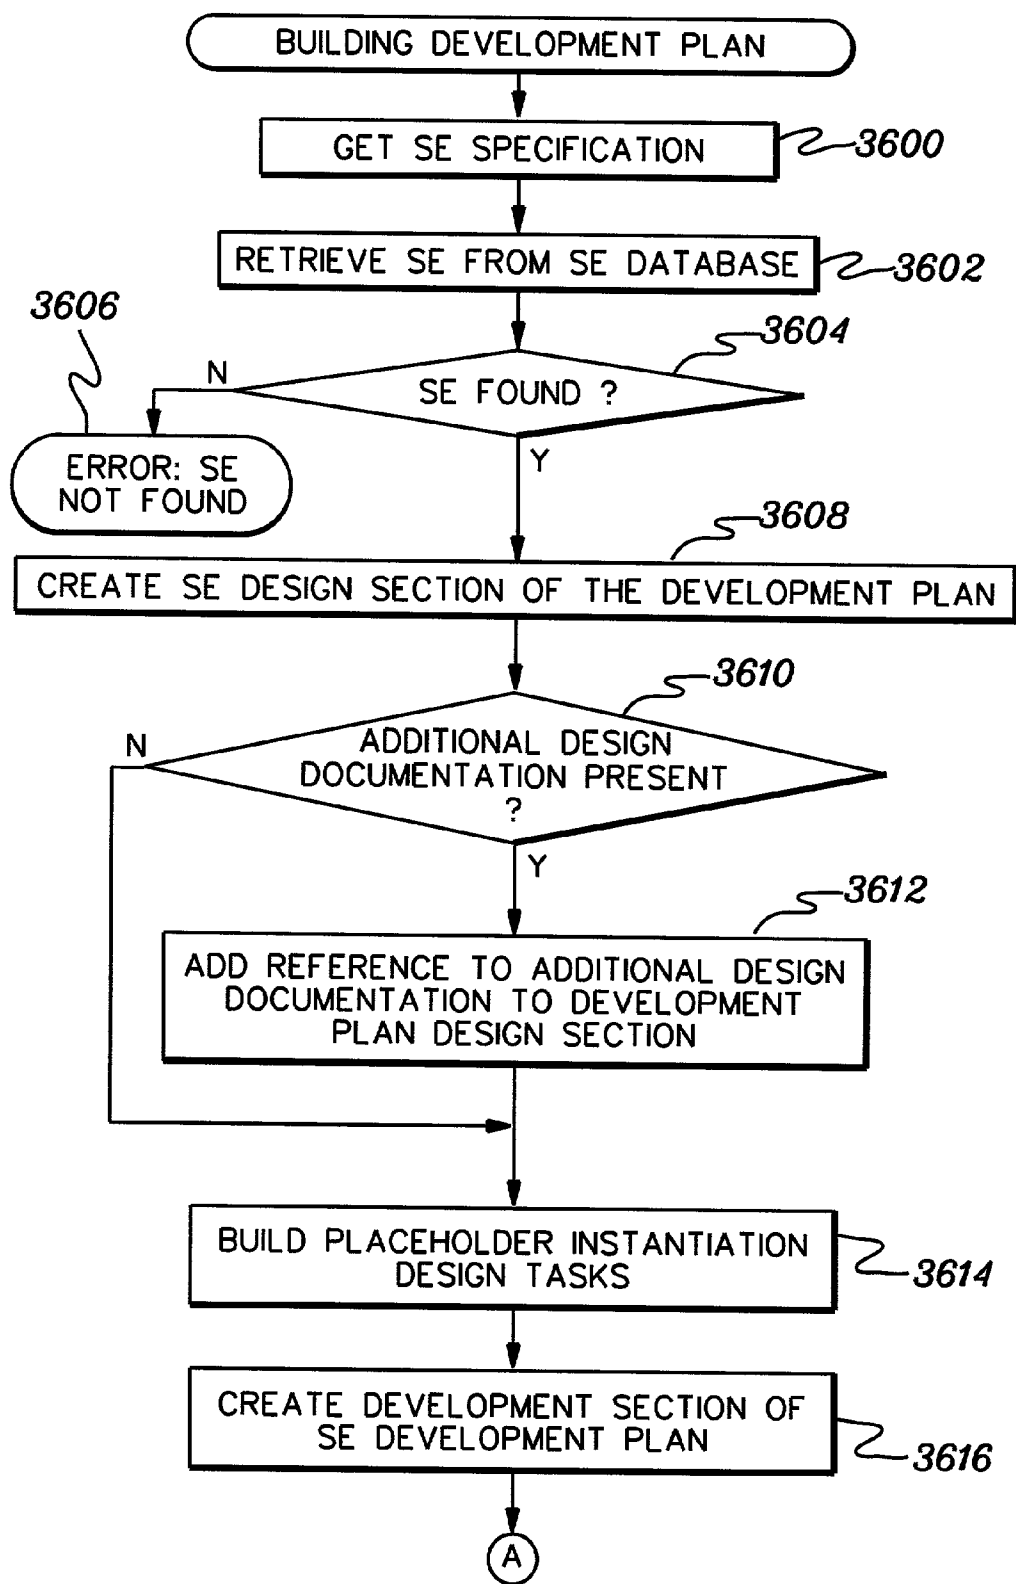 BUILDING DEVELOPMENT PLAN
GET SE SPECIFICATION
3600
RETRIEVE SE FROM SE DATABASE
3602
3606
3604
N
SE FOUND ?
Y
ERROR: SE
NOT FOUND
3608
CREATE SE DESIGN SECTION OF THE DEVELOPMENT PLAN
3610
N
ADDITIONAL DESIGN
DOCUMENTATION PRESENT
?
Y
3612
ADD REFERENCE TO ADDITIONAL DESIGN
DOCUMENTATION TO DEVELOPMENT
PLAN DESIGN SECTION
BUILD PLACEHOLDER INSTANTIATION
DESIGN TASKS
3614
CREATE DEVELOPMENT SECTION OF
SE DEVELOPMENT PLAN
3616
A